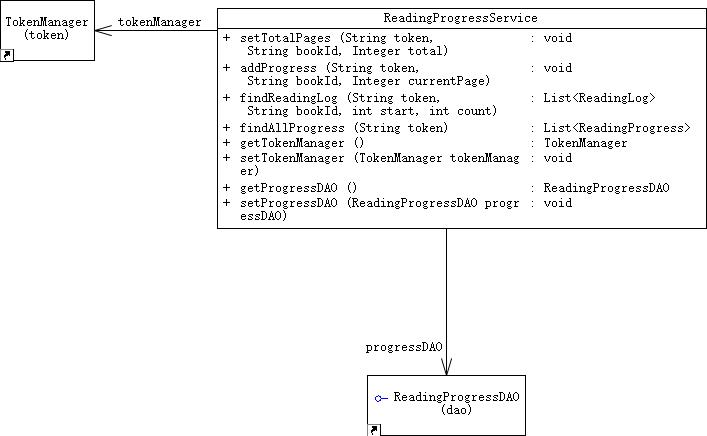 TokenManager
(token)
tokenManager
ReadingProgressService
+ setTotalPages (String token, : void
String bookId, Integer total)
+ addProgress (String token, : void
String bookId, Integer currentPage)
+ findReadingLog (String token, : List<ReadingLog>
String bookId, int start, int count)
+ findAllProgress (String token) : List<ReadingProgress>
+ getTokenManager () : TokenManager
+ setTokenManager (TokenManager tokenManag : void
er)
+ getProgressDAO () : ReadingProgressDAO
+ setProgressDAO (ReadingProgressDAO progr : void
essDAO)
progressDAO
ReadingProgressDAO
(dao)